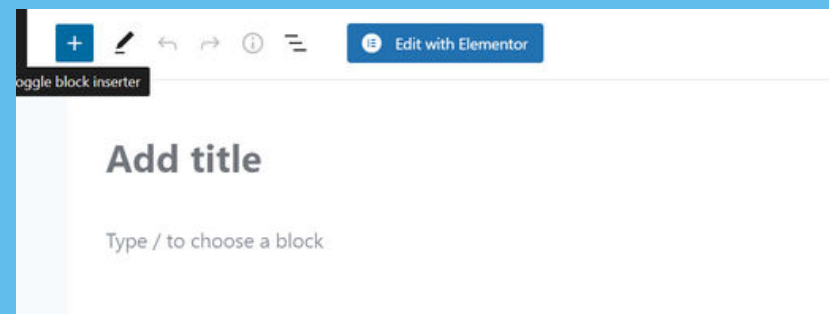 Edit with Elementor
oggle block inserter
Add title
Type / to choose a block